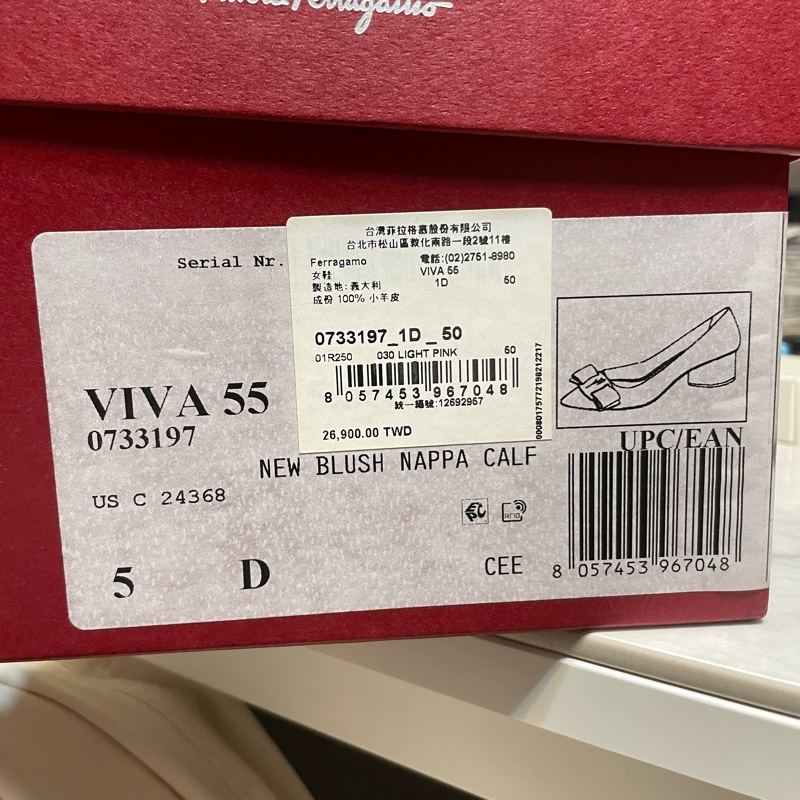 Ferragamo
Serial Nr.
台灣菲拉格慕股份有限公司
台北市松山區敦化南路一段2號11樓
Ferragamo 電話:(02)2751-8980
女鞋 VIVA 55
製造地:義大利 1D 50
成份 100% 小羊皮
0733197_1D_50
01R250 030 LIGHT PINK 50
8 057453 967048
統一編號:12692957
26,900.00 TWD
VIVA 55
0733197
UPC/EAN
NEW BLUSH NAPPA CALF
US C 24368
EPC
RFID
5 D CEE
8 057453 967048